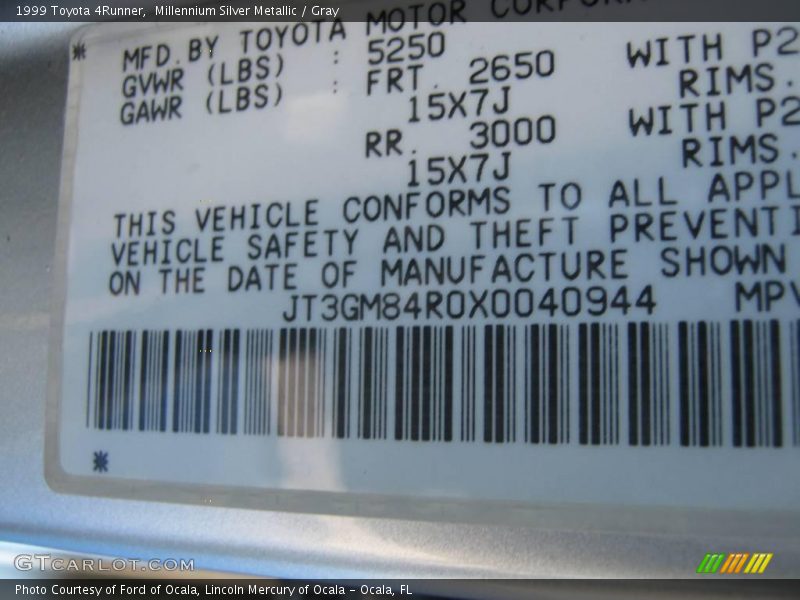 1999 Toyota 4Runner,  Millennium Silver Metallic / Gray
MFD.BY TOYOTA MOTOR
GVWR (LBS) : 5250 WITH P2
GAWR (LBS) : FRT. 2650 RIMS.
15X7J WITH P2
RR. 3000 RIMS.
15X7J
THIS VEHICLE CONFORMS TO ALL APPL
VEHICLE SAFETY AND THEFT PREVENTI
ON THE DATE OF MANUFACTURE SHOWN
JT3GM84R0X0040944 MPV
GTCARLOT.COM
Photo Courtesy of Ford of Ocala, Lincoln Mercury of Ocala - Ocala, FL